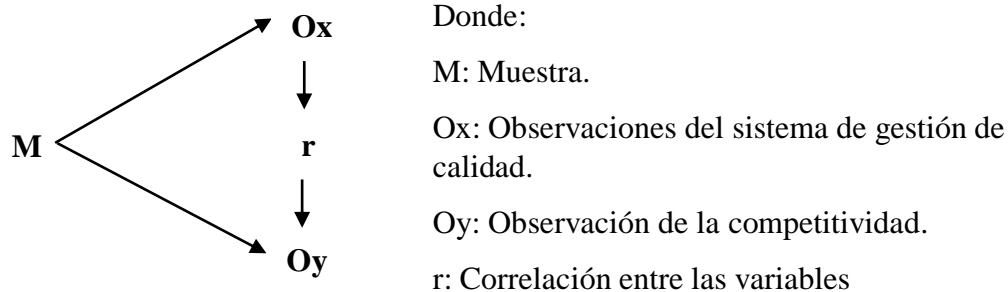 Ox
M
r
Oy
Donde:
M: Muestra.
Ox: Observaciones del sistema de gestión de
calidad.
Oy: Observación de la competitividad.
r: Correlación entre las variables